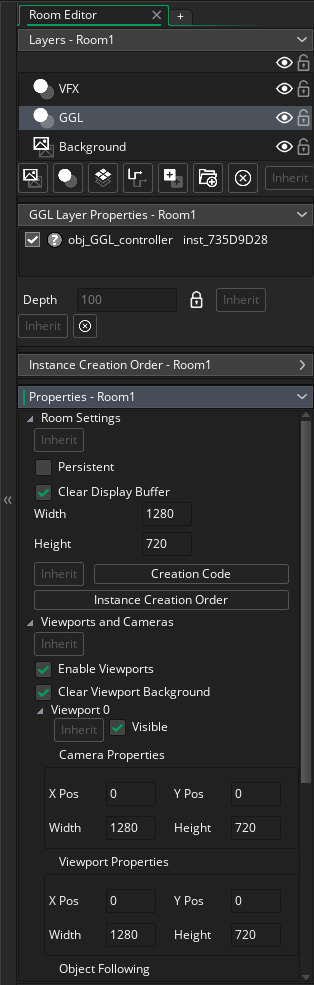 Room Editor
Layers - Room1
VFX
GGL
Background
Inherit
GGL Layer Properties - Room1
obj_GGL_controller inst_735D9D28
Depth 100 Inherit
Inherit
Instance Creation Order - Room1
Properties - Room1
Room Settings
Inherit
Persistent
Clear Display Buffer
Width 1280
Height 720
Inherit Creation Code
Instance Creation Order
Viewports and Cameras
Inherit
Enable Viewports
Clear Viewport Background
Viewport 0
Inherit Visible
Camera Properties
X Pos 0 Y Pos 0
Width 1280 Height 720
Viewport Properties
X Pos 0 Y Pos 0
Width 1280 Height 720
Object Following